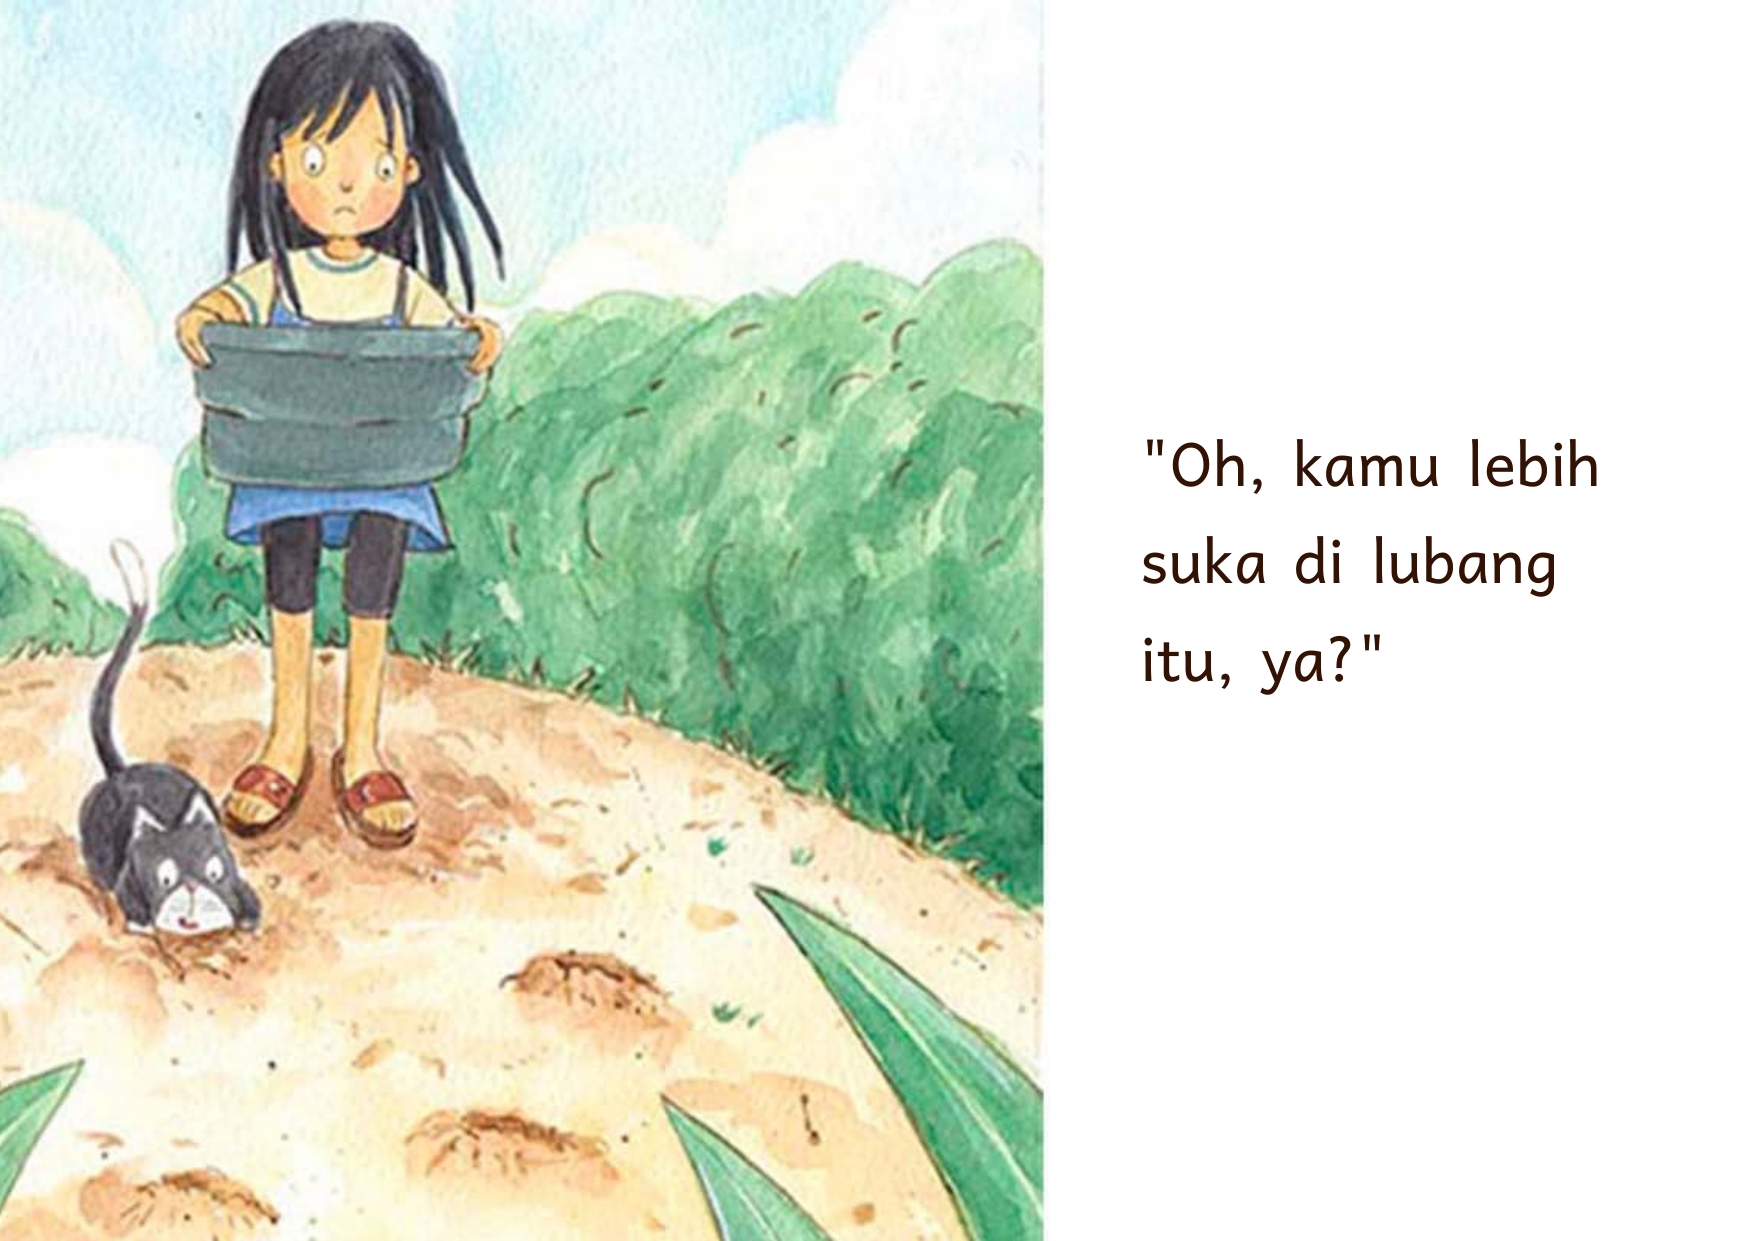 "Oh, kamu lebih
suka di lubang
itu, ya?"